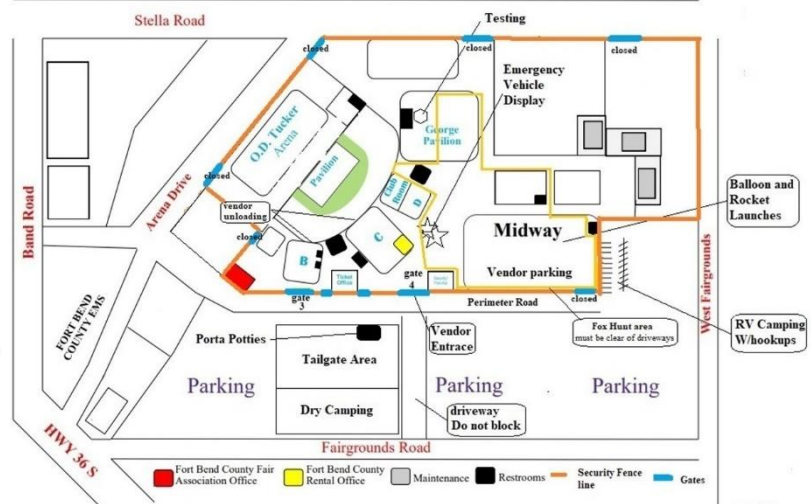 Stella Road
Testing
closed
closed
closed
Emergency
Vehicle
Display
O.D. Tucker
Arena
George
Pavilion
Pavilion
closed
Club
Room
D
Arena Drive
vendor
unloading
Band Road
Balloon and
Rocket
Launches
Midway
closed
C
B
gate
4
Ticket
Office
Vendor parking
West Fairgrounds
gate
3
closed
Perimeter Road
FORT BEND
COUNTY EMS
Fox Hunt area
must be clear of driveways
RV Camping
W/hookups
Porta Potties
Vendor
Entrace
Tailgate Area
Parking
Parking
Parking
Dry Camping
driveway
Do not block
HWY 36 S
Fairgrounds Road
Fort Bend County Fair
Association Office
Fort Bend County
Rental Office
Maintenance
Restrooms
Security Fence
line
Gates